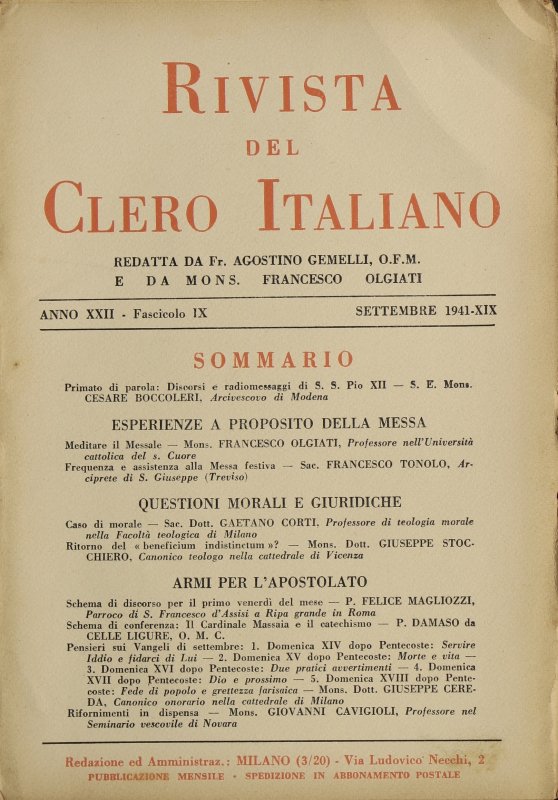 RIVISTA
DEL
CLERO ITALIANO
REDATTA DA Fr. AGOSTINO GEMELLI, O.F.M.
E DA MONS. FRANCESCO OLGIATI
ANNO XXII - Fascicolo IX
SETTEMBRE 1941-XIX
SOMMARIO
Primato di parola: Discorsi e radiomessaggi di S. S. Pio XII — S. E. Mons.
CESARE BOCCOLERI, Arcivescovo di Modena
ESPERIENZE A PROPOSITO DELLA MESSA
Meditare il Messale — Mons. FRANCESCO OLGIATI, Professore nell'Università
cattolica del s. Cuore
Frequenza e assistenza alla Messa festiva — Sac. FRANCESCO TONOLO, Ar-
ciprete di S. Giuseppe (Treviso)
QUESTIONI MORALI E GIURIDICHE
Caso di morale — Sac. Dott. GAETANO CORTI, Professore di teologia morale
nella Facoltà teologica di Milano
Ritorno del « beneficium indistinctum »? — Mons. Dott. GIUSEPPE STOC-
CHIERO, Canonico teologo nella cattedrale di Vicenza
ARMI PER L'APOSTOLATO
Schema di discorso per il primo venerdì del mese — P. FELICE MAGLIOZZI,
Parroco di S. Francesco d'Assisi a Ripa grande in Roma
Schema di conferenza: Il Cardinale Massaia e il catechismo — P. DAMASO da
CELLE LIGURE, O. M. C.
Pensieri sui Vangeli di settembre: 1. Domenica XIV dopo Pentecoste: Servire
Iddio e fidarci di Lui — 2. Domenica XV dopo Pentecoste: Morte e vita —
3. Domenica XVI dopo Pentecoste: Due pratici avvertimenti — 4. Domenica
XVII dopo Pentecoste: Dio e prossimo — 5. Domenica XVIII dopo Pente-
coste: Fede di popolo e grettezza farisaica — Mons. Dott. GIUSEPPE CERE-
DA, Canonico onorario nella cattedrale di Milano
Rifornimenti in dispensa — Mons. GIOVANNI CAVIGIOLI, Professore nel
Seminario vescovile di Novara
Redazione ed Amministraz.: MILANO (3/20) - Via Ludovico Necchi, 2
PUBBLICAZIONE MENSILE - SPEDIZIONE IN ABBONAMENTO POSTALE